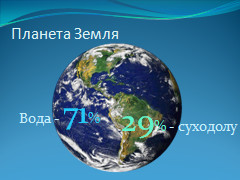 Планета Земля
Вода - 71%
29% - суходолу